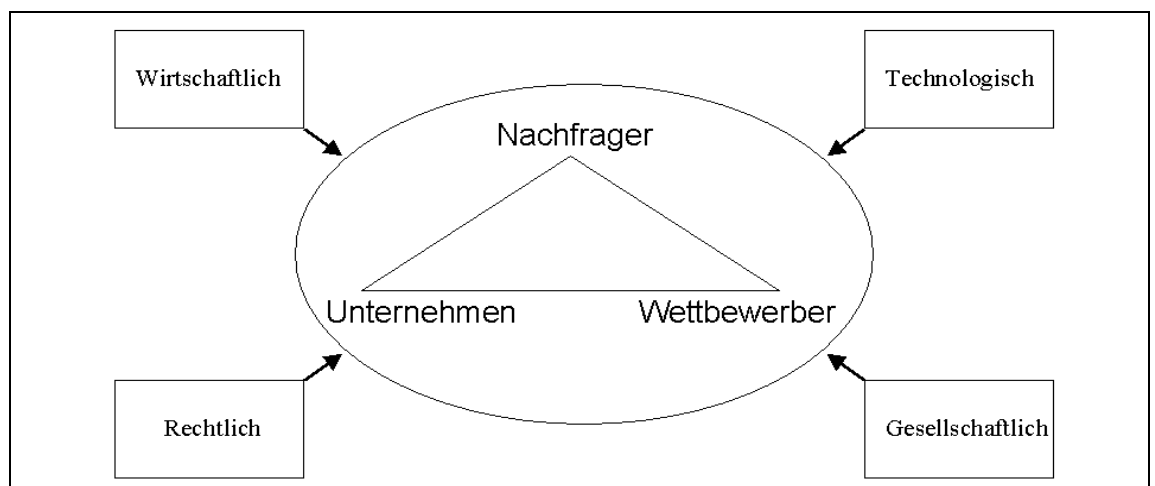 Wirtschaftlich
Technologisch
Nachfrager
Unternehmen
Wettbewerber
Rechtlich
Gesellschaftlich